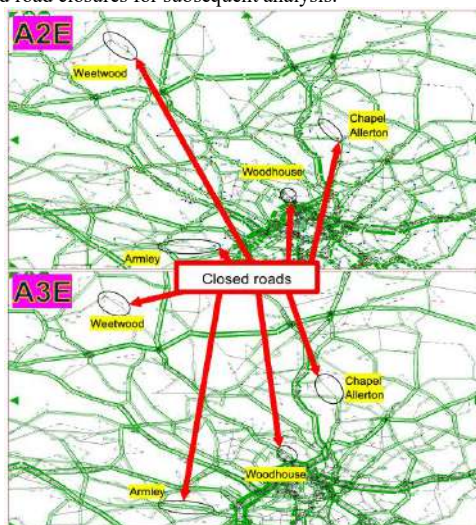 d road closures for subsequent analysis.
A2E
Weetwood
Chapel
Allerton
Woodhouse
Armley
Closed roads
A3E
Weetwood
Chapel
Allerton
Woodhouse
Armley